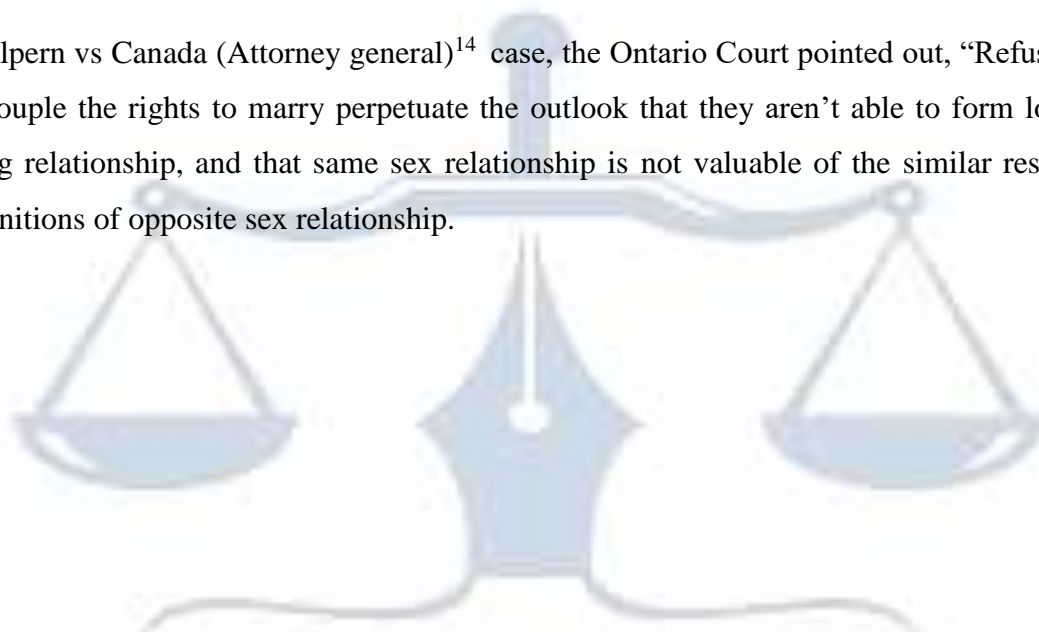 lpern vs Canada (Attorney general)14 case, the Ontario Court pointed out, “Refus
ouple the rights to marry perpetuate the outlook that they aren’t able to form lo
g relationship, and that same sex relationship is not valuable of the similar res
nitions of opposite sex relationship.